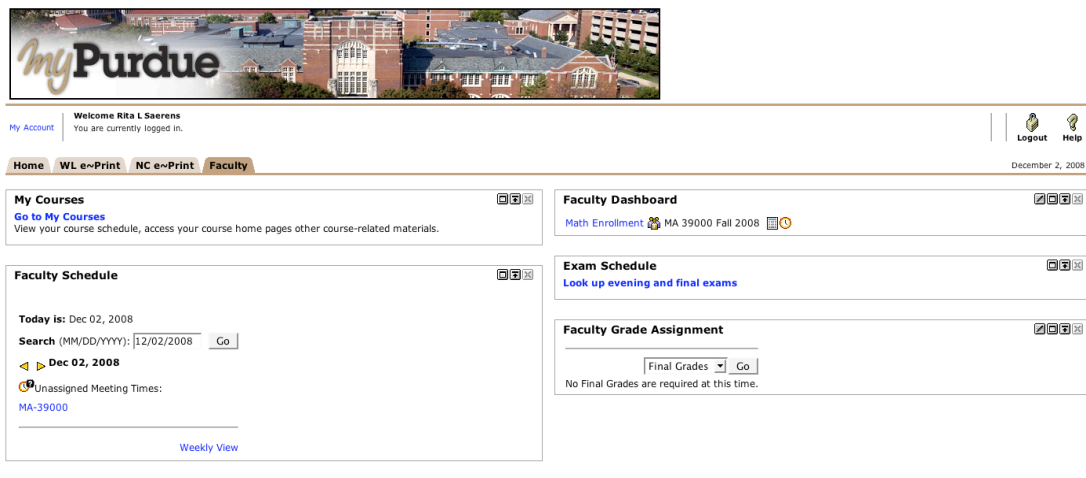 myPurdue
My Account
Welcome Rita L Saerens
You are currently logged in.
Logout
Help
Home
WL e~Print
NC e~Print
Faculty
December 2, 2008
My Courses
Go to My Courses
View your course schedule, access your course home pages other course-related materials.
Faculty Schedule
Today is: Dec 02, 2008
Search (MM/DD/YYYY): 12/02/2008 Go
Dec 02, 2008
Unassigned Meeting Times:
MA-39000
Weekly View
Faculty Dashboard
Math Enrollment MA 39000 Fall 2008
Exam Schedule
Look up evening and final exams
Faculty Grade Assignment
Final Grades Go
No Final Grades are required at this time.